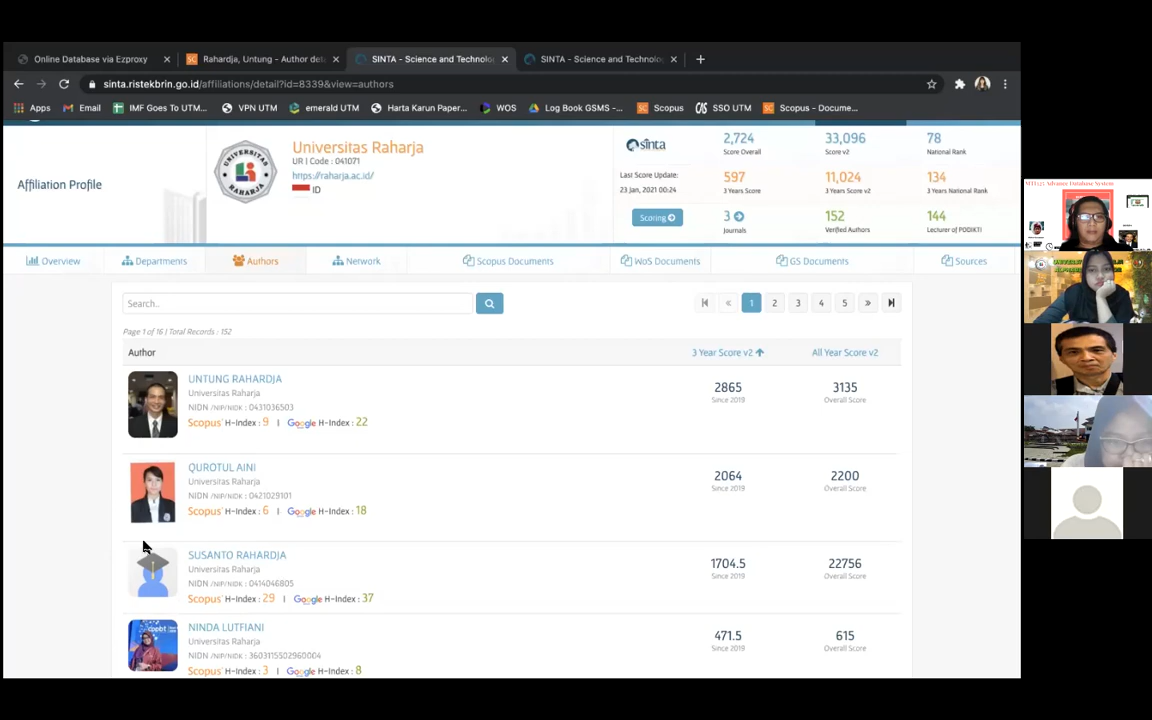 Online Database via Ezproxy
Rahardja, Untung - Author det
SINTA - Science and Technolo
SINTA - Science and Technolo
sinta.ristekbrin.go.id/affiliations/detail?id=8339&view=authors
Apps
Email
IMF Goes To UTM...
VPN UTM
emerald UTM
Harta Karun Paper...
WOS
Log Book GSMS -...
Scopus
SSO UTM
Scopus - Docume...
Affiliation Profile
UNIVERSITAS RAHARJA
Universitas Raharja
UR | Code : 041071
https://raharja.ac.id/
ID
sinta
Last Score Update:
23 Jan, 2021 00:24
Scoring
2,724
Score Overall
33,096
Score v2
78
National Rank
597
3 Years Score
11,024
3 Years Score v2
134
3 Years National Rank
3
Journals
152
Verified Authors
144
Lecturer of PDDIKTI
Overview
Departments
Authors
Network
Scopus Documents
WoS Documents
GS Documents
Sources
Search..
« 1 2 3 4 5 »
Page 1 of 16 | Total Records : 152
Author
3 Year Score v2
All Year Score v2
UNTUNG RAHARDJA
Universitas Raharja
NIDN /NIP/NIDK : 0431036503
Scopus H-Index : 9 | Google H-Index : 22
2865
Since 2019
3135
Overall Score
QUROTUL AINI
Universitas Raharja
NIDN /NIP/NIDK : 0421029101
Scopus H-Index : 6 | Google H-Index : 18
2064
Since 2019
2200
Overall Score
SUSANTO RAHARDJA
Universitas Raharja
NIDN /NIP/NIDK : 0414046805
Scopus H-Index : 29 | Google H-Index : 37
1704.5
Since 2019
22756
Overall Score
NINDA LUTFIANI
Universitas Raharja
NIDN /NIP/NIDK : 3603115502960004
Scopus H-Index : 3 | Google H-Index : 8
471.5
Since 2019
615
Overall Score
Advance Database System